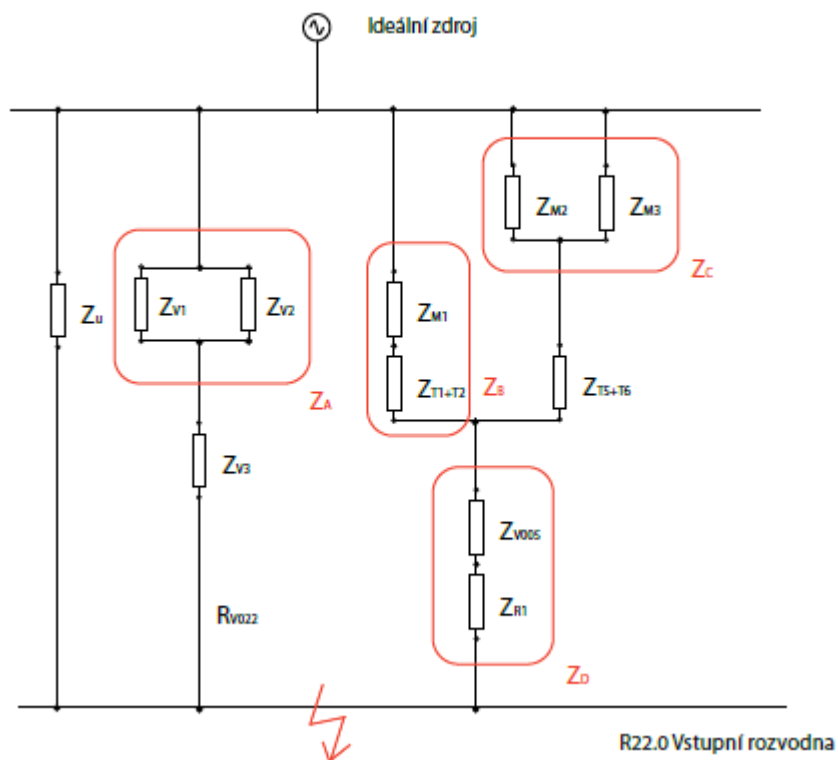 Ideální zdroj
ZM2
ZM3
ZC
Zu
ZV1
ZV2
ZA
ZM1
ZT1+T2
ZB
ZT5+T6
ZV3
ZV005
ZR1
RV022
ZD
R22.0 Vstupní rozvodna